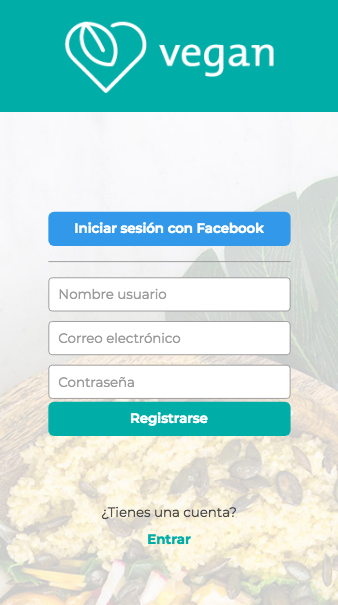 vegan
Iniciar sesión con Facebook
Nombre usuario
Correo electrónico
Contraseña
Registrarse
¿Tienes una cuenta?
Entrar